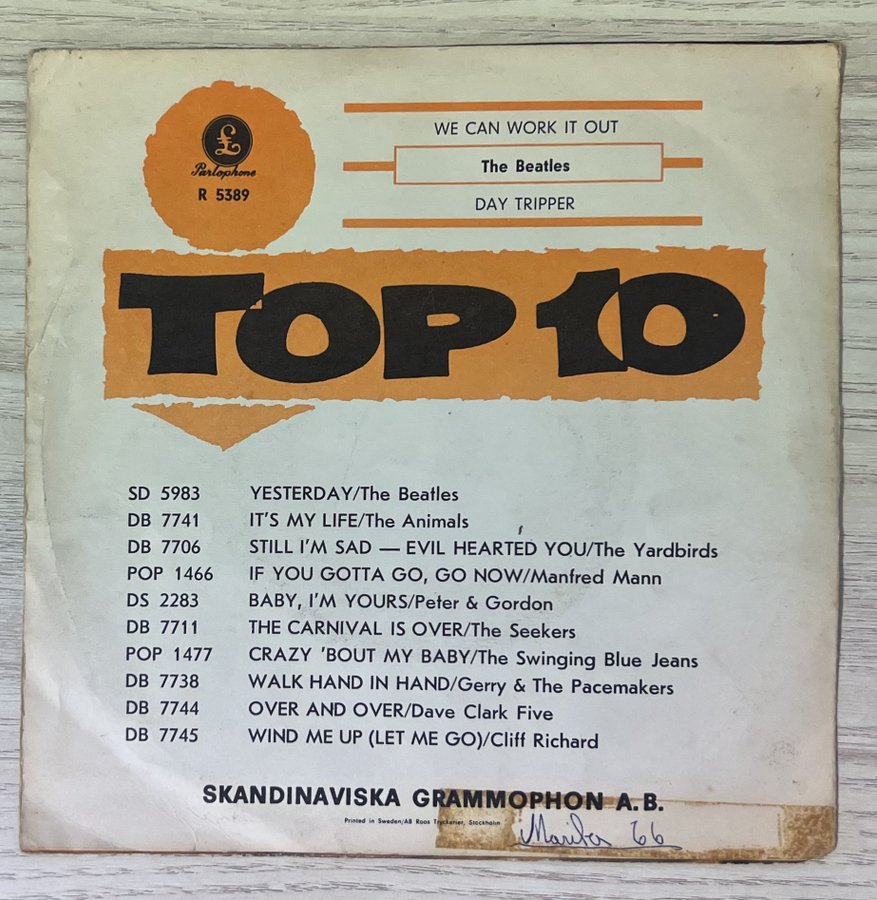 £
Parlophone
R 5389
WE CAN WORK IT OUT
The Beatles
DAY TRIPPER
TOP 10
SD 5983 YESTERDAY/The Beatles
DB 7741 IT'S MY LIFE/The Animals
DB 7706 STILL I'M SAD — EVIL HEARTED YOU/The Yardbirds
POP 1466 IF YOU GOTTA GO, GO NOW/Manfred Mann
DS 2283 BABY, I'M YOURS/Peter & Gordon
DB 7711 THE CARNIVAL IS OVER/The Seekers
POP 1477 CRAZY 'BOUT MY BABY/The Swinging Blue Jeans
DB 7738 WALK HAND IN HAND/Gerry & The Pacemakers
DB 7744 OVER AND OVER/Dave Clark Five
DB 7745 WIND ME UP (LET ME GO)/Cliff Richard
SKANDINAVISKA GRAMMOPHON A.B.
Printed in Sweden/AB Roos Tryckerier, Stockholm
66